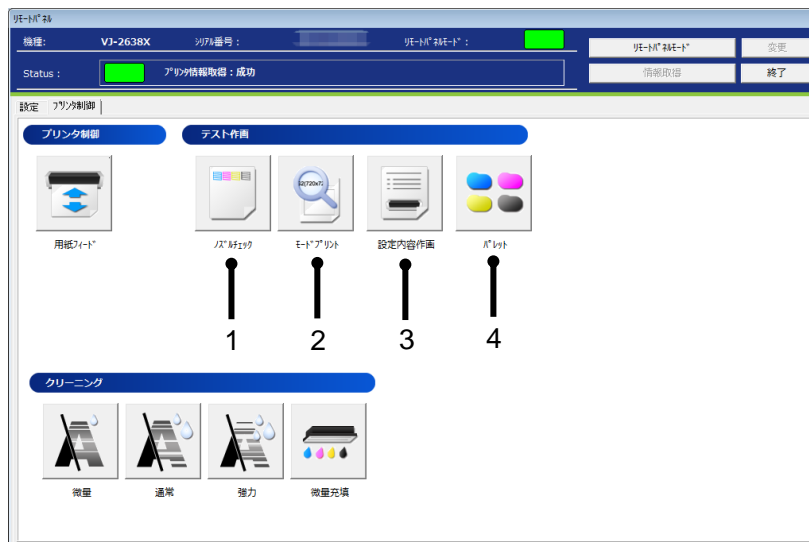 ﾘﾓｰﾄﾊﾟﾈﾙ
機種: VJ-2638X ｼﾘｱﾙ番号： ﾘﾓｰﾄﾊﾟﾈﾙﾓｰﾄﾞ：
ﾘﾓｰﾄﾊﾟﾈﾙﾓｰﾄﾞ 変更
Status： ﾌﾟﾘﾝﾀ情報取得：成功
情報取得 終了
設定 ﾌﾟﾘﾝﾀ制御
プリンタ制御 テスト作画
52(720x72
用紙ﾌｨｰﾄﾞ ﾉｽﾞﾙﾁｪｯｸ ﾓｰﾄﾞﾌﾟﾘﾝﾄ 設定内容作画 ﾊﾟﾚｯﾄ
1 2 3 4
クリーニング
微量 通常 強力 微量充填